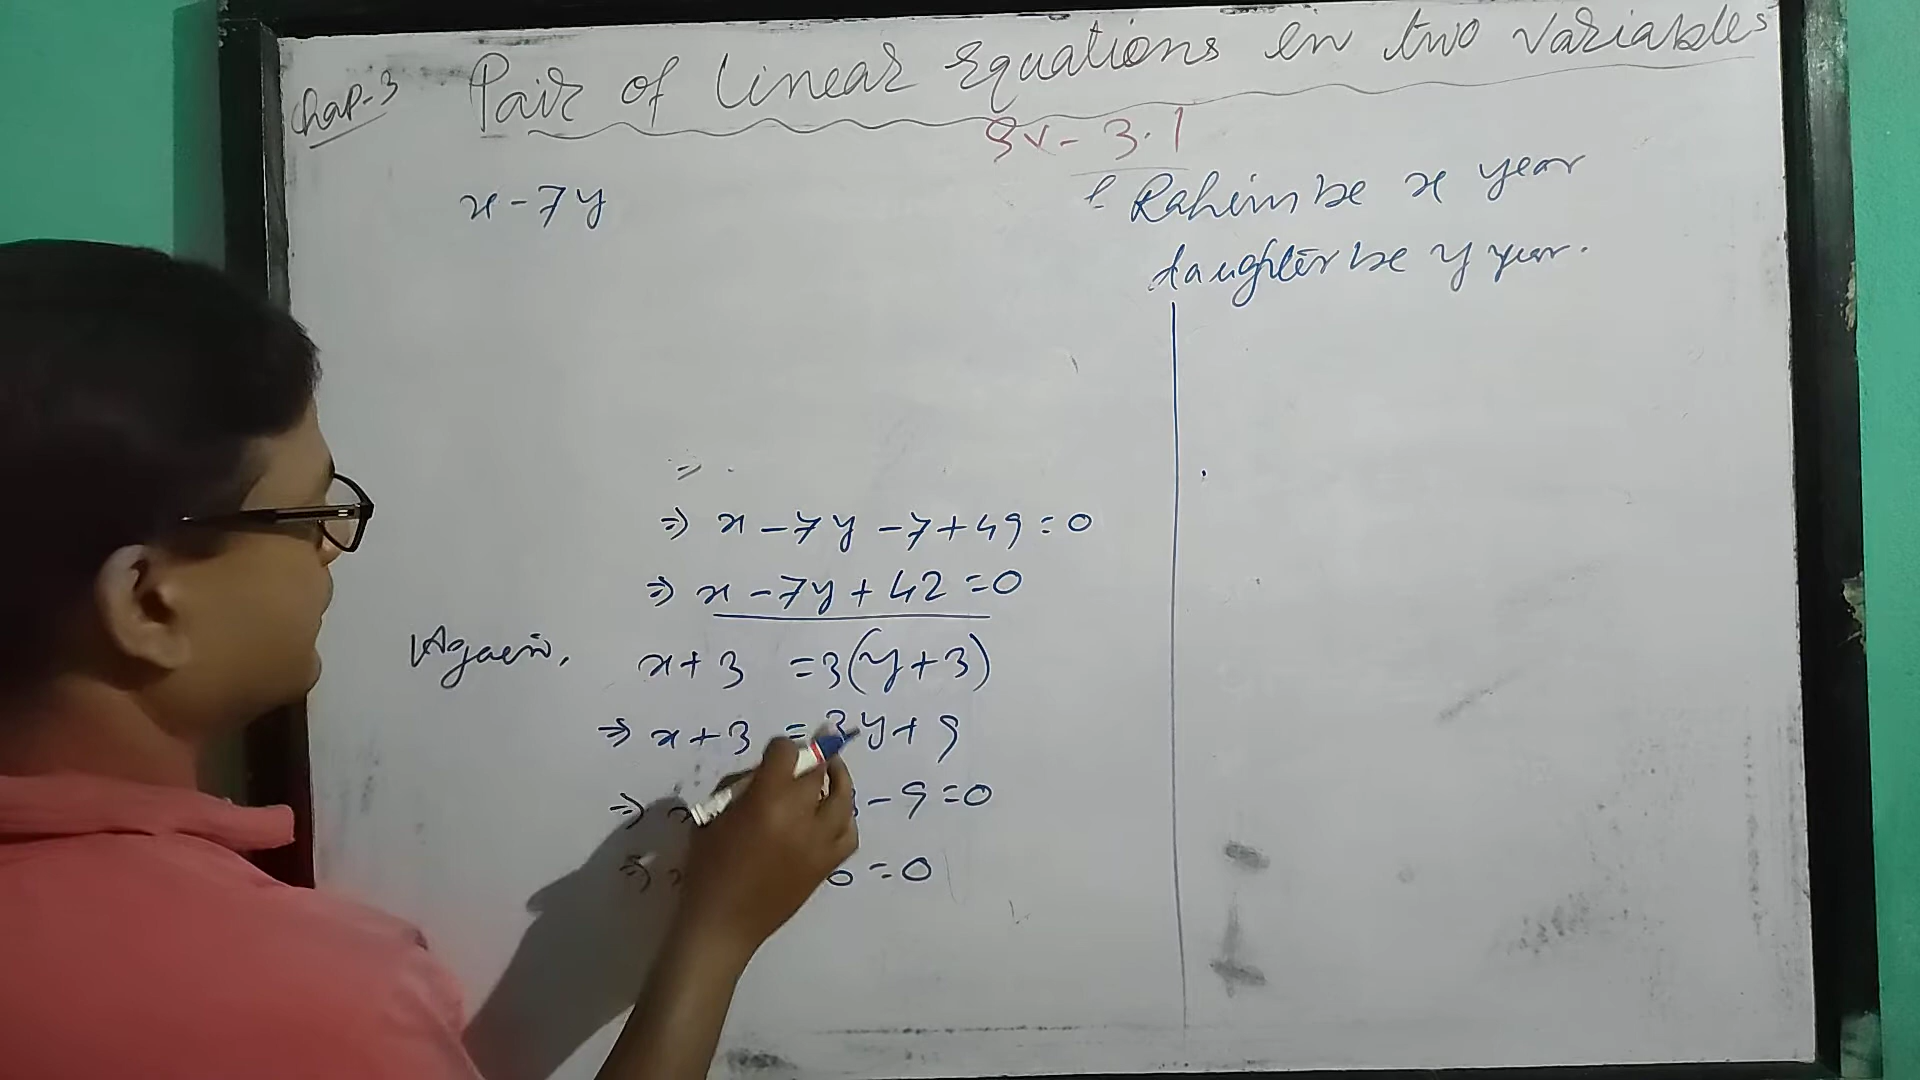 Chap-3 Pair of Linear Equations in two variables
Ex- 3.1
x - 7y
Rahim be x year
daughter be y year.
⇒ x - 7y - 7 + 49 = 0
⇒ x - 7y + 42 = 0
Again, x + 3 = 3(y + 3)
⇒ x + 3 = 3y + 9
⇒ - 9 = 0
⇒ = 0